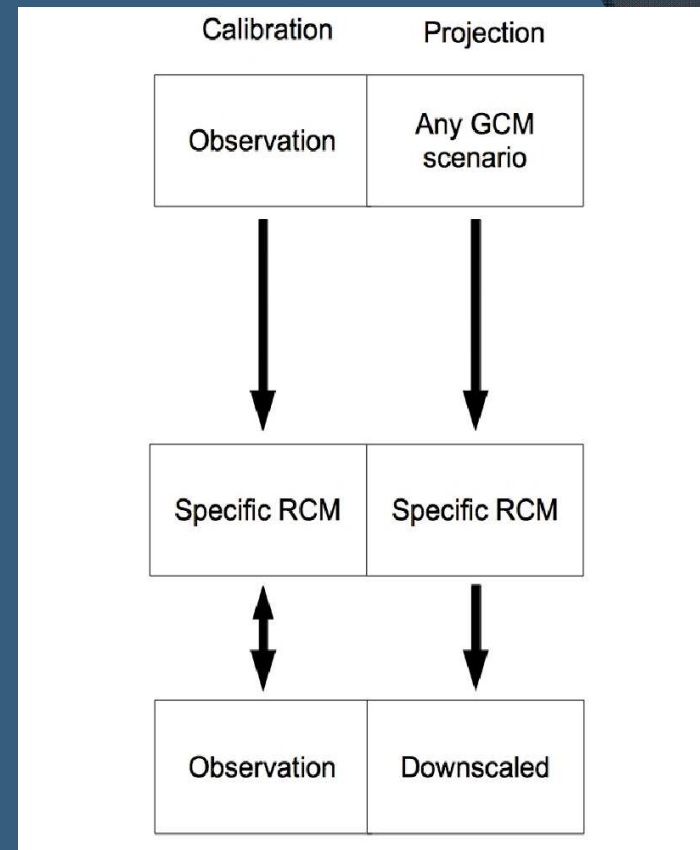 Calibration
Projection
Observation
Any GCM
scenario
Specific RCM
Specific RCM
Observation
Downscaled